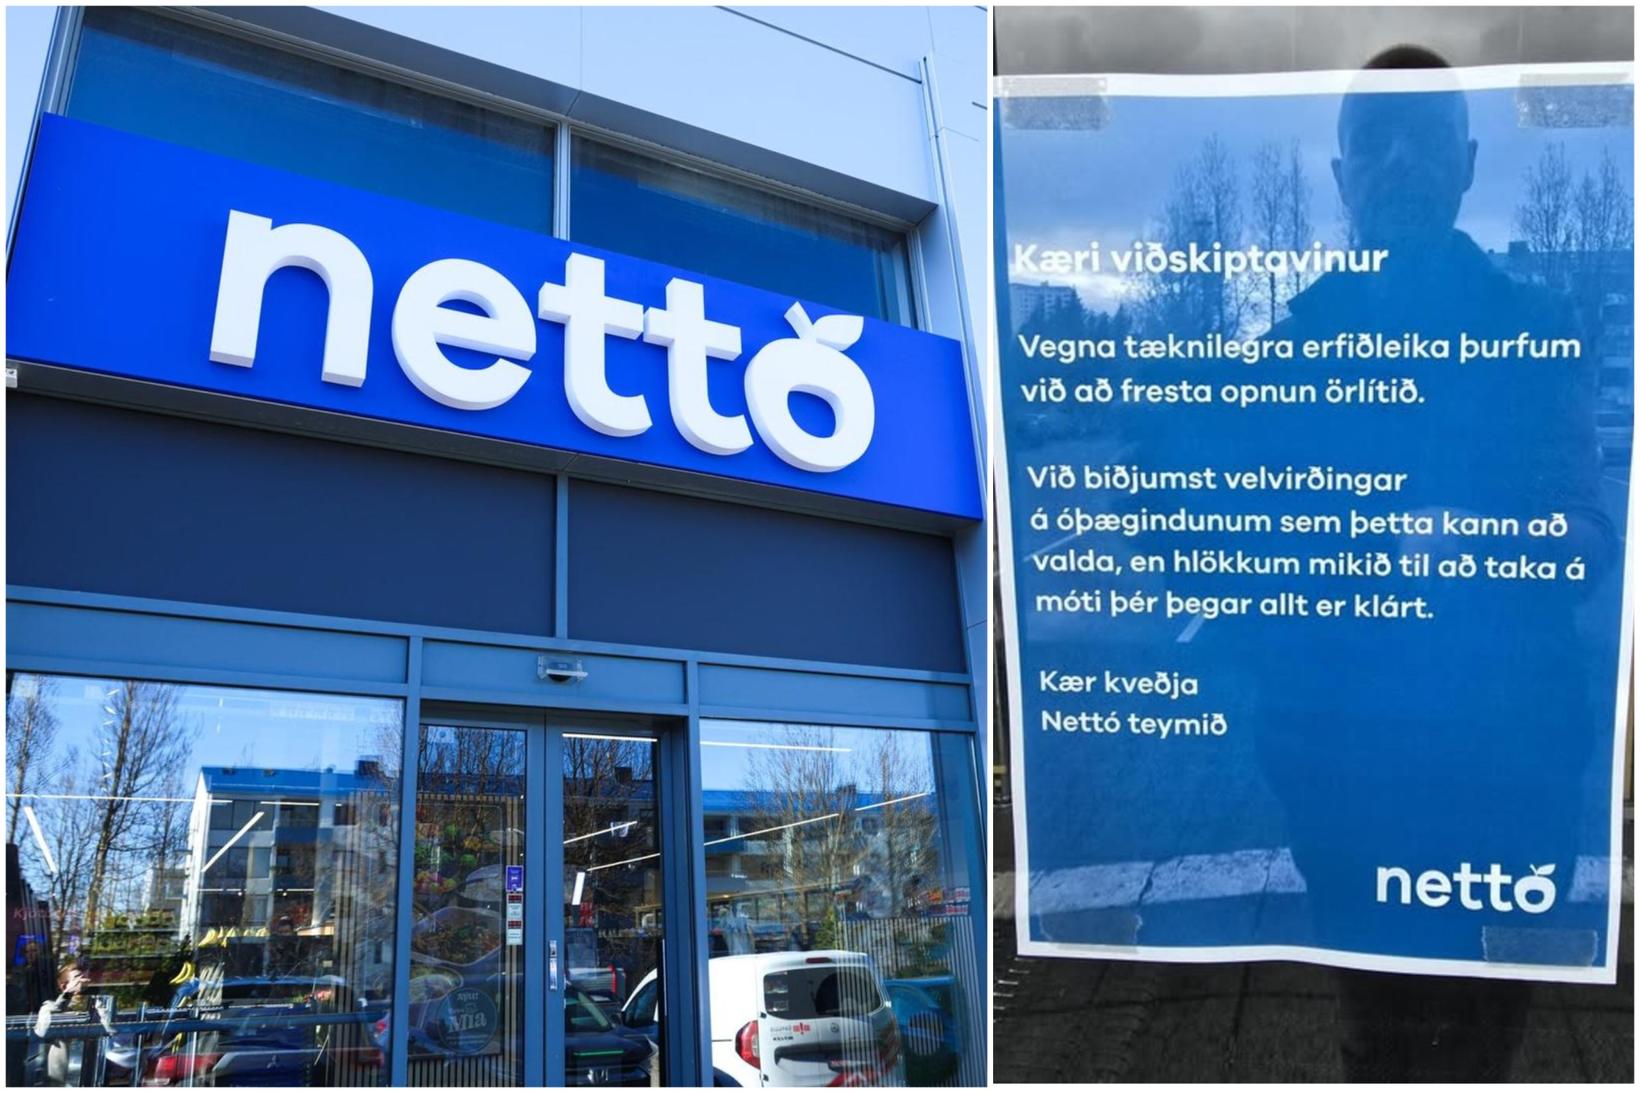 nettó
Kæri viðskiptavinur
Vegna tæknilegra erfiðleika þurfum
við að fresta opnun örlítið.
Við biðjumst velvirðingar
á óþægindunum sem þetta kann að
valda, en hlökkum mikið til að taka á
móti þér þegar allt er klárt.
Kær kveðja
Nettó teymið
nettó
Mia